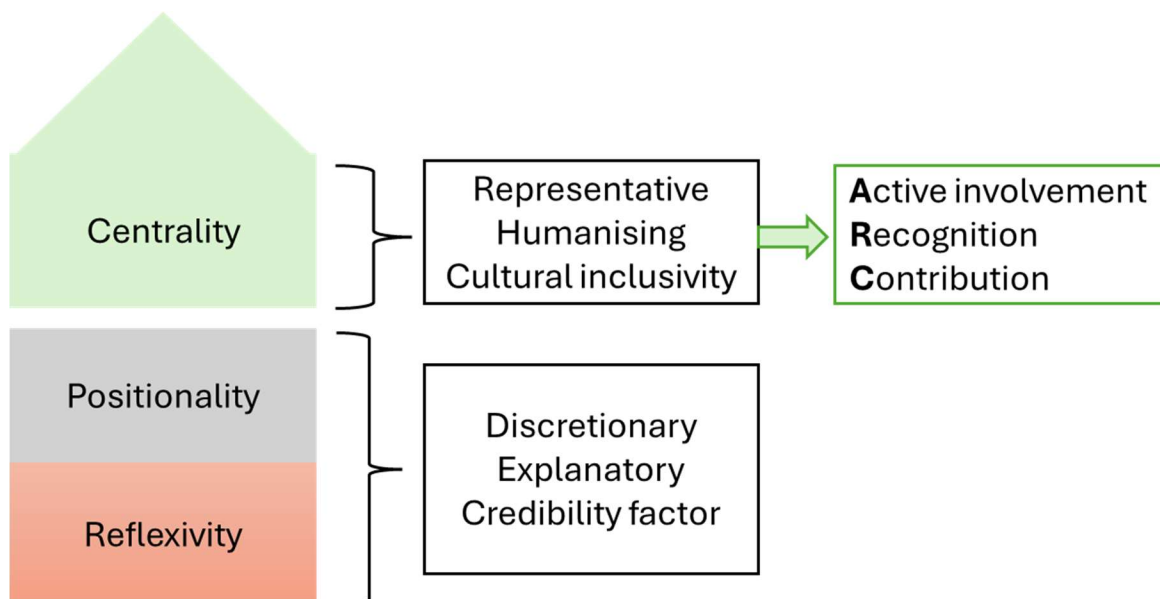 Centrality
Representative
Humanising
Cultural inclusivity
Active involvement
Recognition
Contribution
Positionality
Reflexivity
Discretionary
Explanatory
Credibility factor